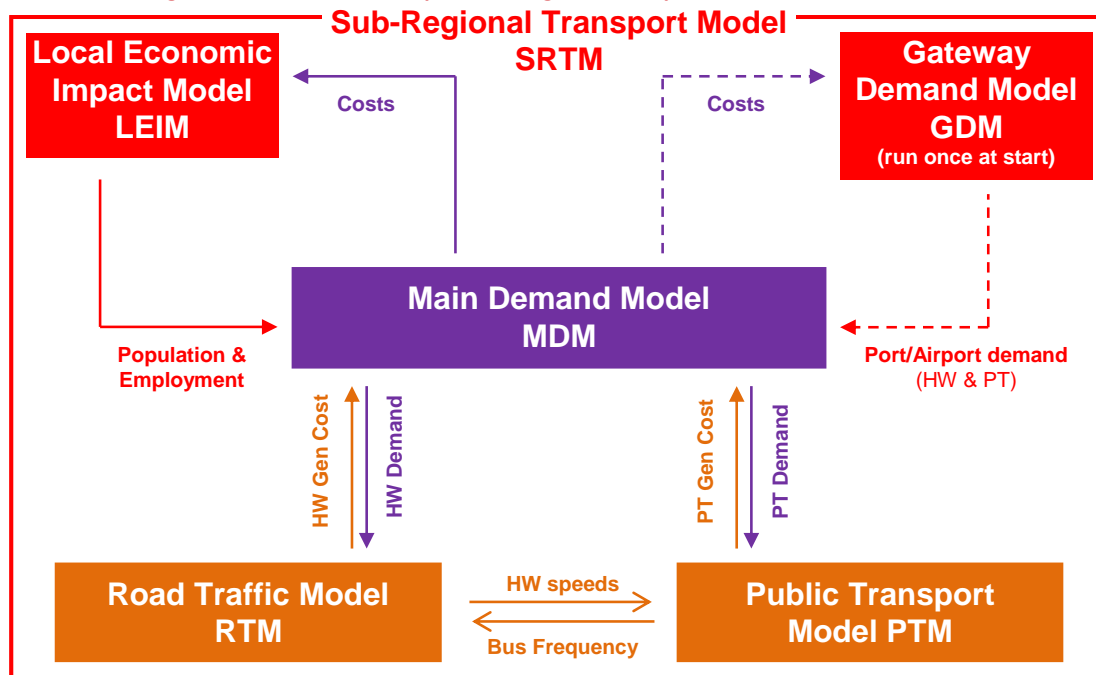 Sub-Regional Transport Model
SRTM
Local Economic
Impact Model
LEIM
Costs
Costs
Gateway
Demand Model
GDM
(run once at start)
Main Demand Model
MDM
Population &
Employment
Port/Airport demand
(HW & PT)
HW Gen Cost
HW Demand
PT Gen Cost
PT Demand
Road Traffic Model
RTM
HW speeds
Bus Frequency
Public Transport
Model PTM